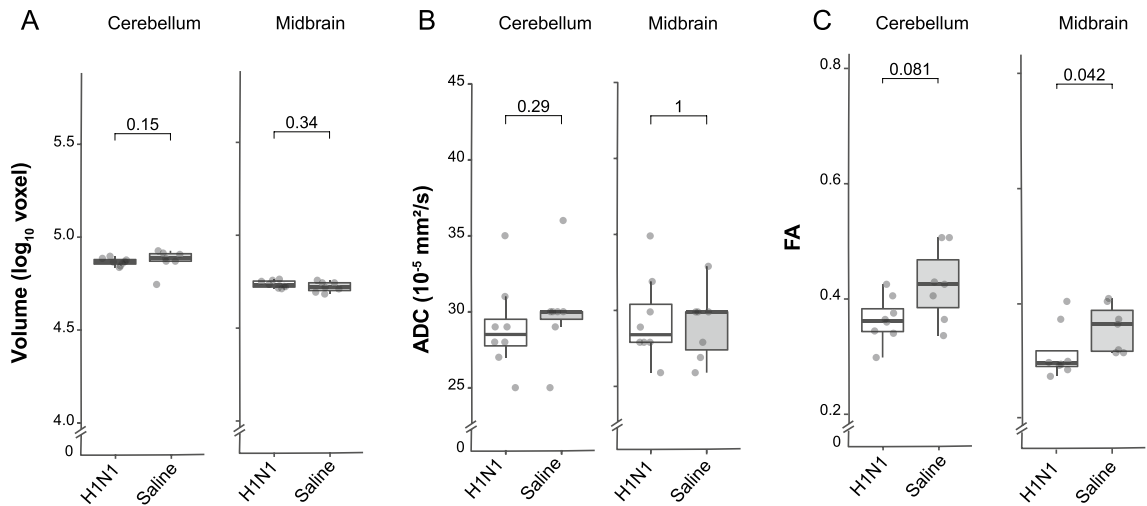 A Cerebellum Midbrain
Volume (log10 voxel)
5.5
5.0
4.5
4.0
0
0.15
0.34
H1N1 Saline H1N1 Saline
B Cerebellum Midbrain
ADC (10-5 mm²/s)
45
40
35
30
25
0
0.29
1
H1N1 Saline H1N1 Saline
C Cerebellum Midbrain
FA
0.8
0.6
0.4
0.2
0
0.081
0.042
H1N1 Saline H1N1 Saline